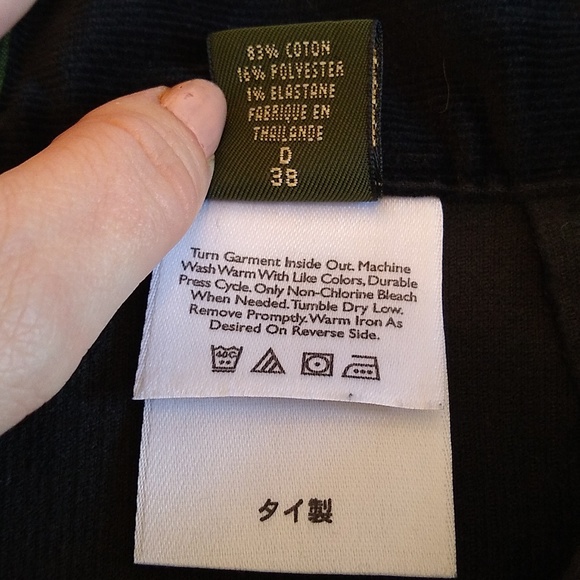 83% COTON
16% POLYESTER
1% ELASTANE
FABRIQUE EN
THAILANDE
D
38
Turn Garment Inside Out. Machine
Wash Warm With Like Colors, Durable
Press Cycle. Only Non-Chlorine Bleach
When Needed. Tumble Dry Low.
Remove Promptly. Warm Iron As
Desired On Reverse Side.
40C
タイ製